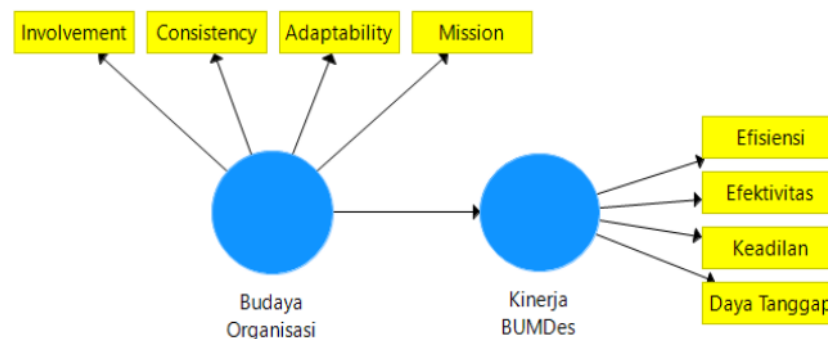 Involvement
Consistency
Adaptability
Mission
Efisiensi
Efektivitas
Keadilan
Daya Tanggap
Budaya
Organisasi
Kinerja
BUMDes